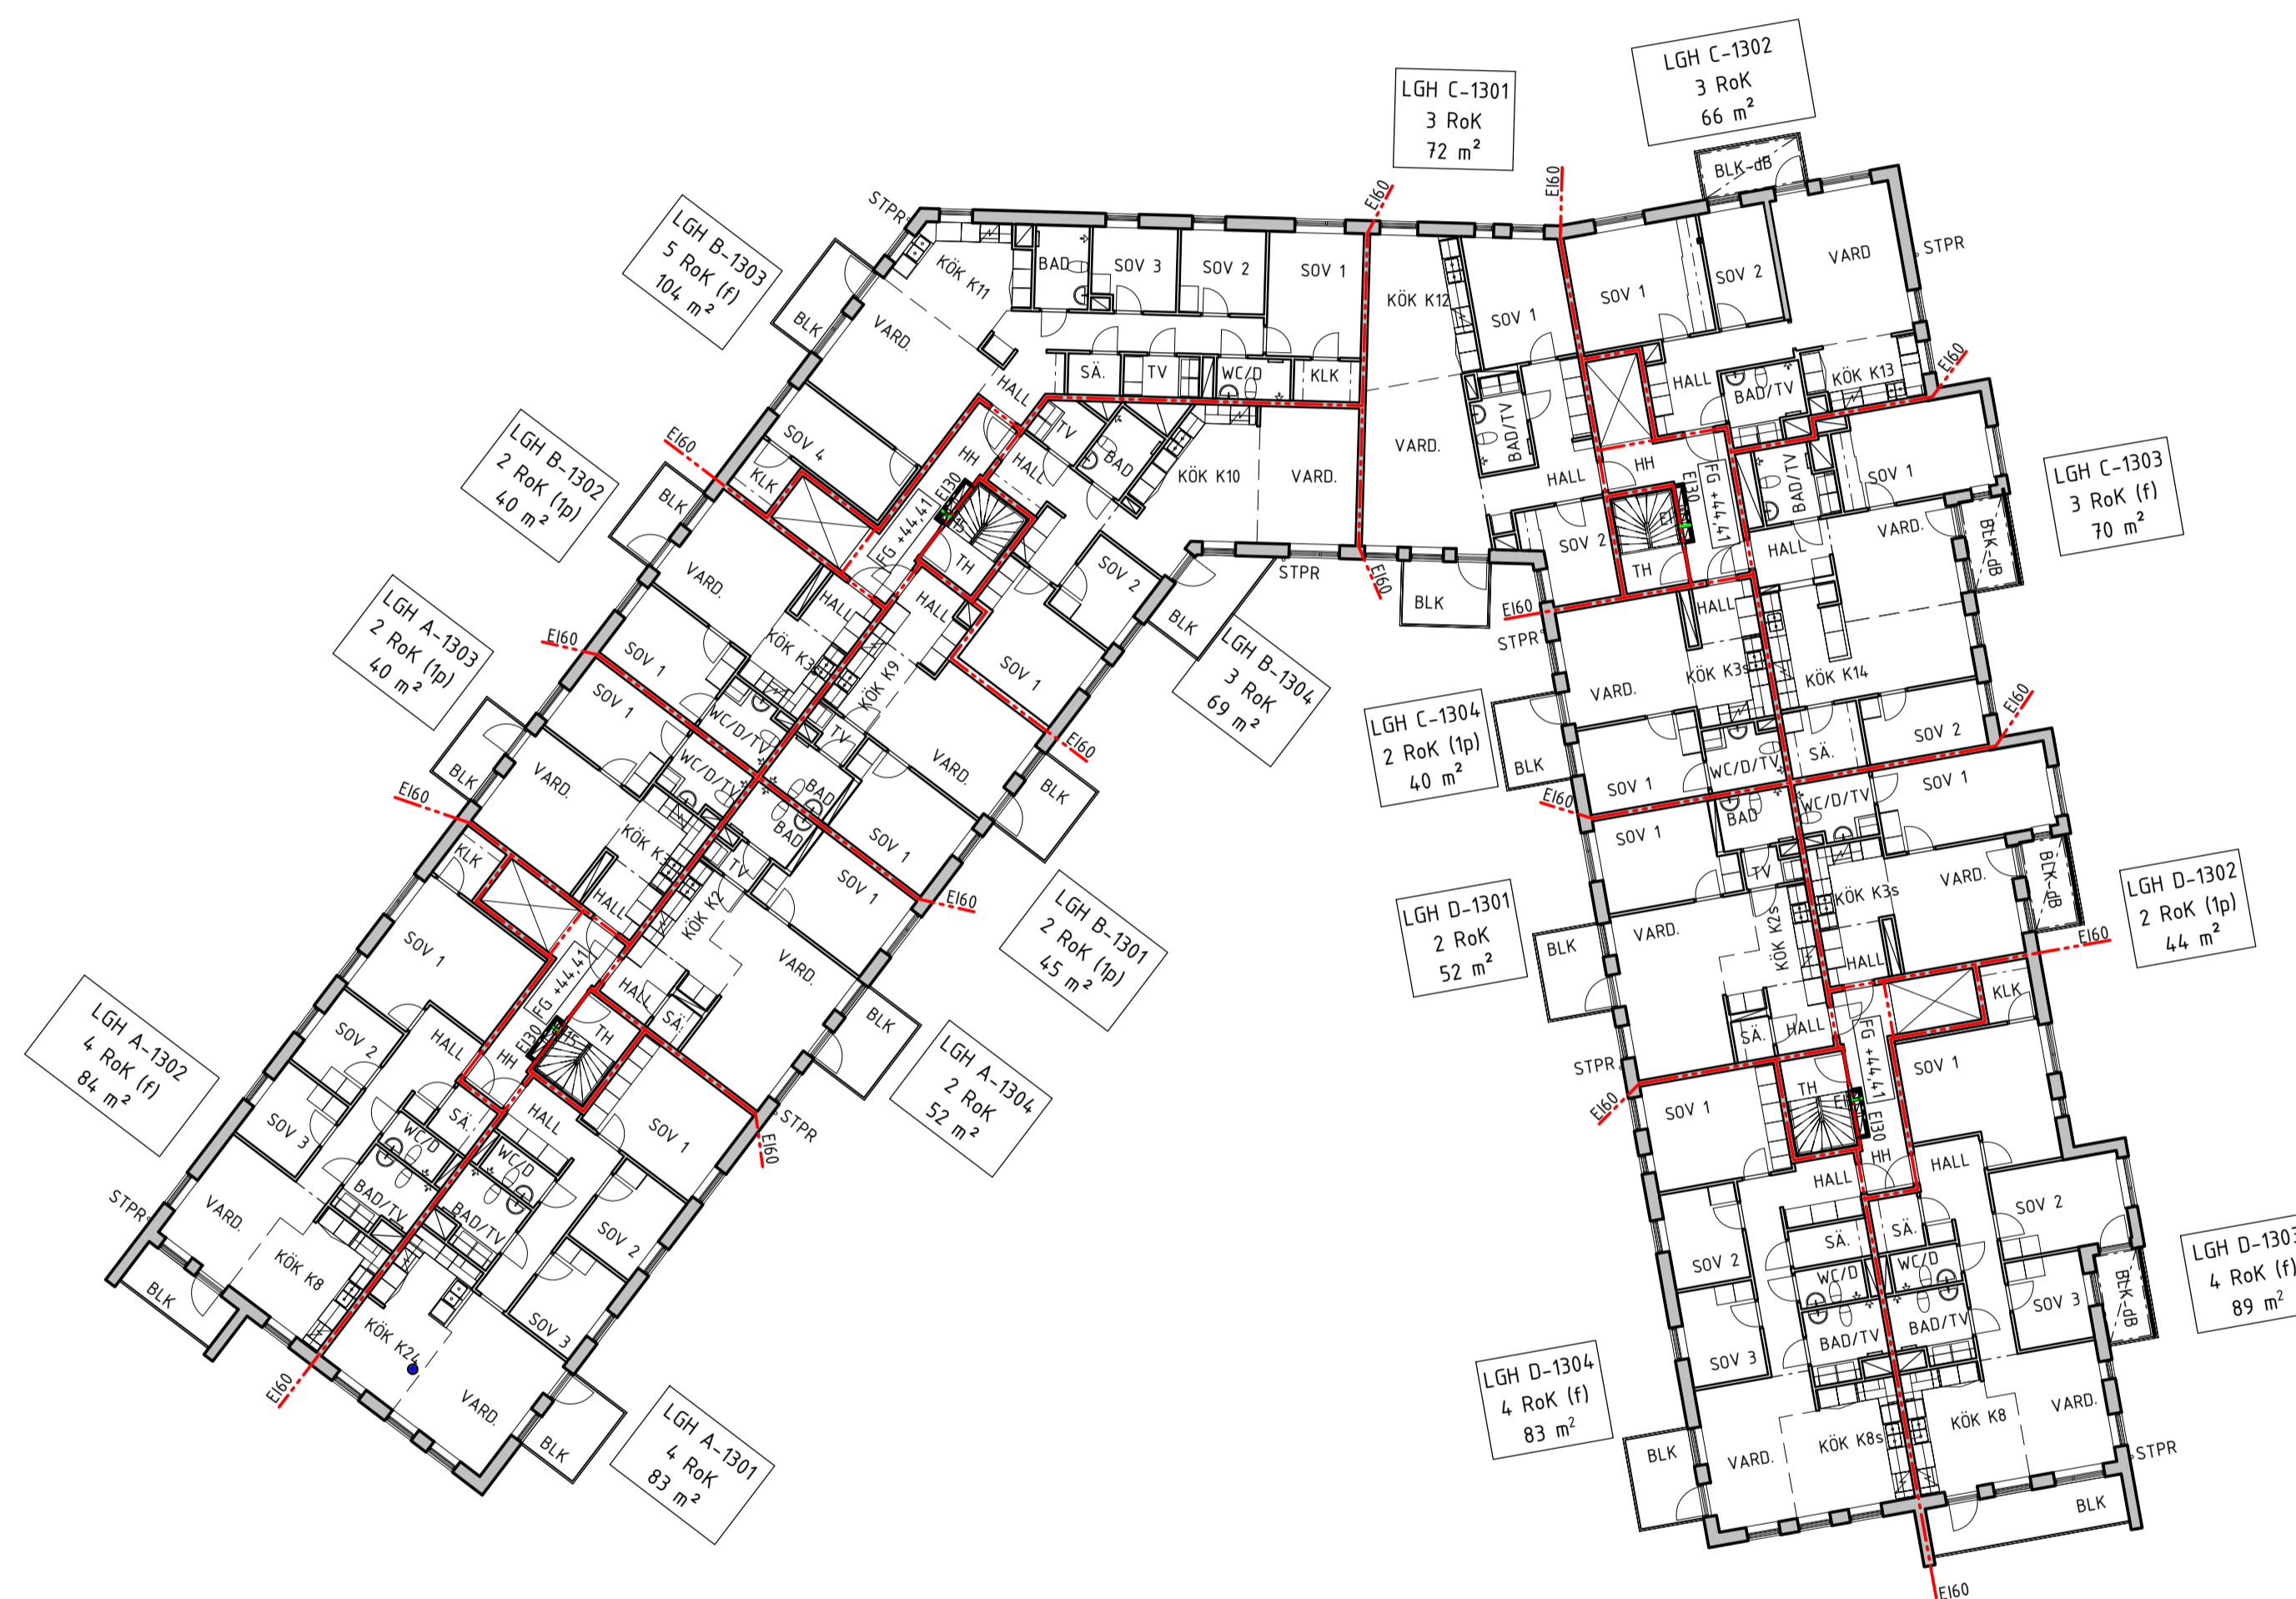 LGH C-1301
3 RoK
72 m²
LGH C-1302
3 RoK
66 m²
LGH B-1303
5 RoK (f)
104 m²
LGH B-1302
2 RoK (1p)
40 m²
LGH A-1303
2 RoK (1p)
40 m²
LGH A-1302
4 RoK (f)
84 m²
LGH B-1304
3 RoK
69 m²
LGH B-1301
2 RoK (1p)
45 m²
LGH A-1304
2 RoK
52 m²
LGH A-1301
4 RoK
83 m²
LGH C-1303
3 RoK (f)
70 m²
LGH C-1304
2 RoK (1p)
40 m²
LGH D-1301
2 RoK
52 m²
LGH D-1302
2 RoK (1p)
44 m²
LGH D-1304
4 RoK (f)
83 m²
4 RoK (f)
89 m²
STPR
BLK
KÖK K11
BAD
SOV 3
SOV 2
SOV 1
VARD.
HALL
SÄ.
TV
WC/D
KLK
SOV 4
KLK
HH
EI60
EI60
EI60
KÖK K12
SOV 1
VARD.
BAD/TV
HALL
SOV 2
BLK
EI60
STPR
BLK-dB
SOV 1
SOV 2
VARD
STPR
HALL
BAD/TV
KÖK K13
EI60
HH
EI30
FG +44,41
TH
TV
BAD
HALL
KÖK K10
VARD.
SOV 2
BLK
SOV 1
EI60
EI30
FG +44,41
TH
BLK
VARD.
HALL
SOV 1
WC/D/TV
EI60
HALL
KÖK K9
TV
BAD
VARD.
SOV 1
BLK
EI60
SOV 1
VARD.
WC/D/TV
HALL
BLK
EI60
BAD
TV
KÖK K2
SOV 1
VARD.
HALL
SÄ.
BLK
KLK
SOV 1
SOV 2
SOV 3
HALL
HH
EI30
FG +44,41
TH
SÄ.
WC/D
BAD/TV
VARD.
KÖK K8
STPR
BLK
EI60
HALL
WC/D
BAD/TV
SOV 1
SOV 2
SOV 3
KÖK K24
VARD.
BLK
STPR
EI60
BAD/TV
SOV 1
HALL
VARD.
BLK-dB
KÖK K14
SÄ.
SOV 2
EI60
EI60
STPR
HALL
KÖK K3s
VARD.
BLK
SOV 1
WC/D/TV
EI60
SOV 1
BAD
TV
KÖK K2s
VARD.
BLK
SÄ.
HALL
STPR
EI60
WC/D/TV
SOV 1
KÖK K3s
VARD.
BLK-dB
HALL
EI60
KLK
FG +44,41
TH
EI30
HH
SOV 1
SOV 1
HALL
SÄ.
SOV 2
WC/D
BAD/TV
SOV 3
VARD.
KÖK K8s
BLK
HALL
SÄ.
SOV 2
WC/D
BAD/TV
SOV 3
BLK-dB
KÖK K8
VARD.
STPR
BLK
EI60